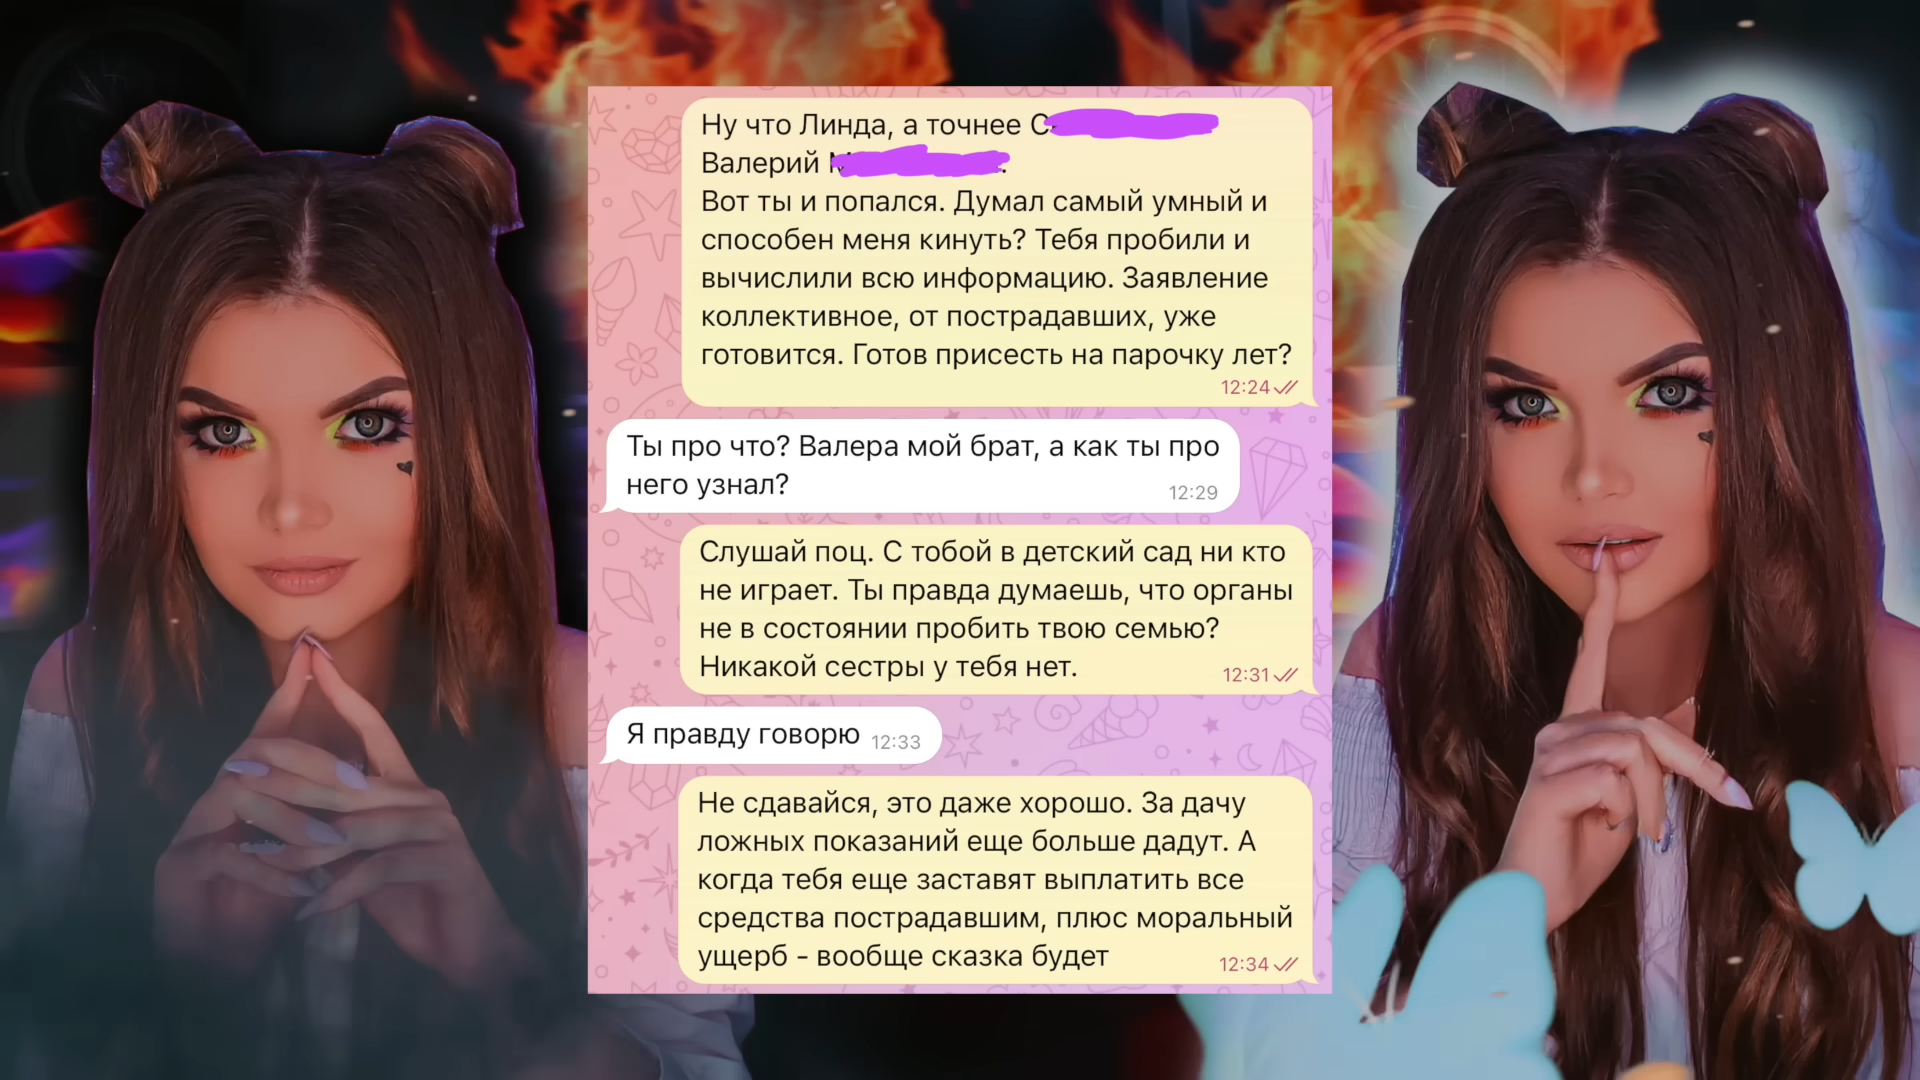 Ну что Линда, а точнее
Валерий
Вот ты и попался. Думал самый умный и
способен меня кинуть? Тебя пробили и
вычислили всю информацию. Заявление
коллективное, от пострадавших, уже
готовится. Готов присесть на парочку лет?
12:24
Ты про что? Валера мой брат, а как ты про
него узнал?
12:29
Слушай поц. С тобой в детский сад ни кто
не играет. Ты правда думаешь, что органы
не в состоянии пробить твою семью?
Никакой сестры у тебя нет.
12:31
Я правду говорю 12:33
Не сдавайся, это даже хорошо. За дачу
ложных показаний еще больше дадут. А
когда тебя еще заставят выплатить все
средства пострадавшим, плюс моральный
ущерб - вообще сказка будет
12:34